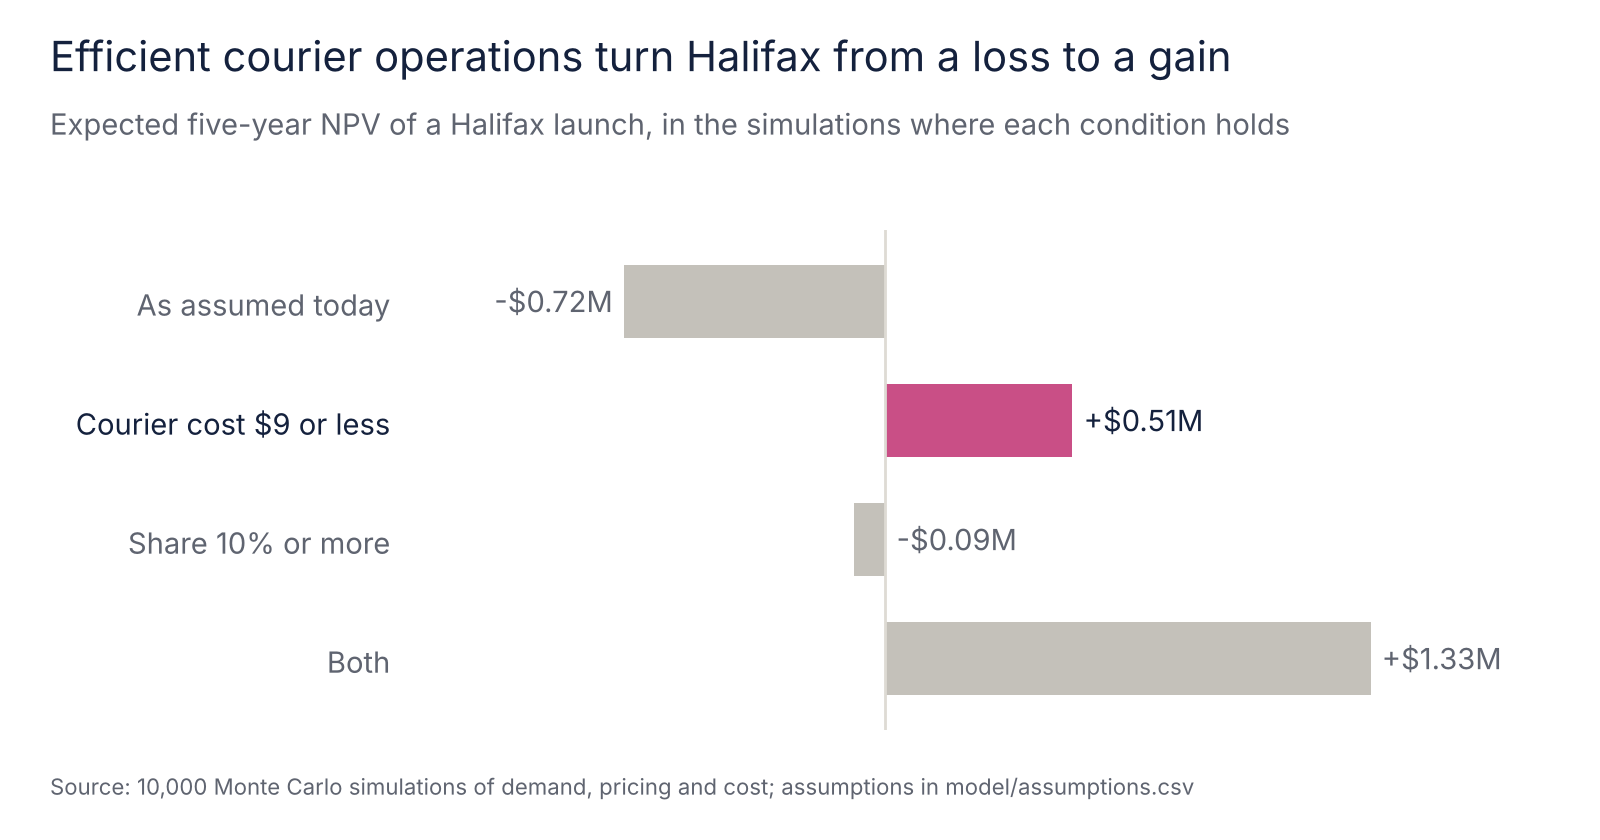 Efficient courier operations turn Halifax from a loss to a gain
Expected five-year NPV of a Halifax launch, in the simulations where each condition holds
As assumed today
-$0.72M
Courier cost $9 or less
+$0.51M
Share 10% or more
-$0.09M
Both
+$1.33M
Source: 10,000 Monte Carlo simulations of demand, pricing and cost; assumptions in model/assumptions.csv